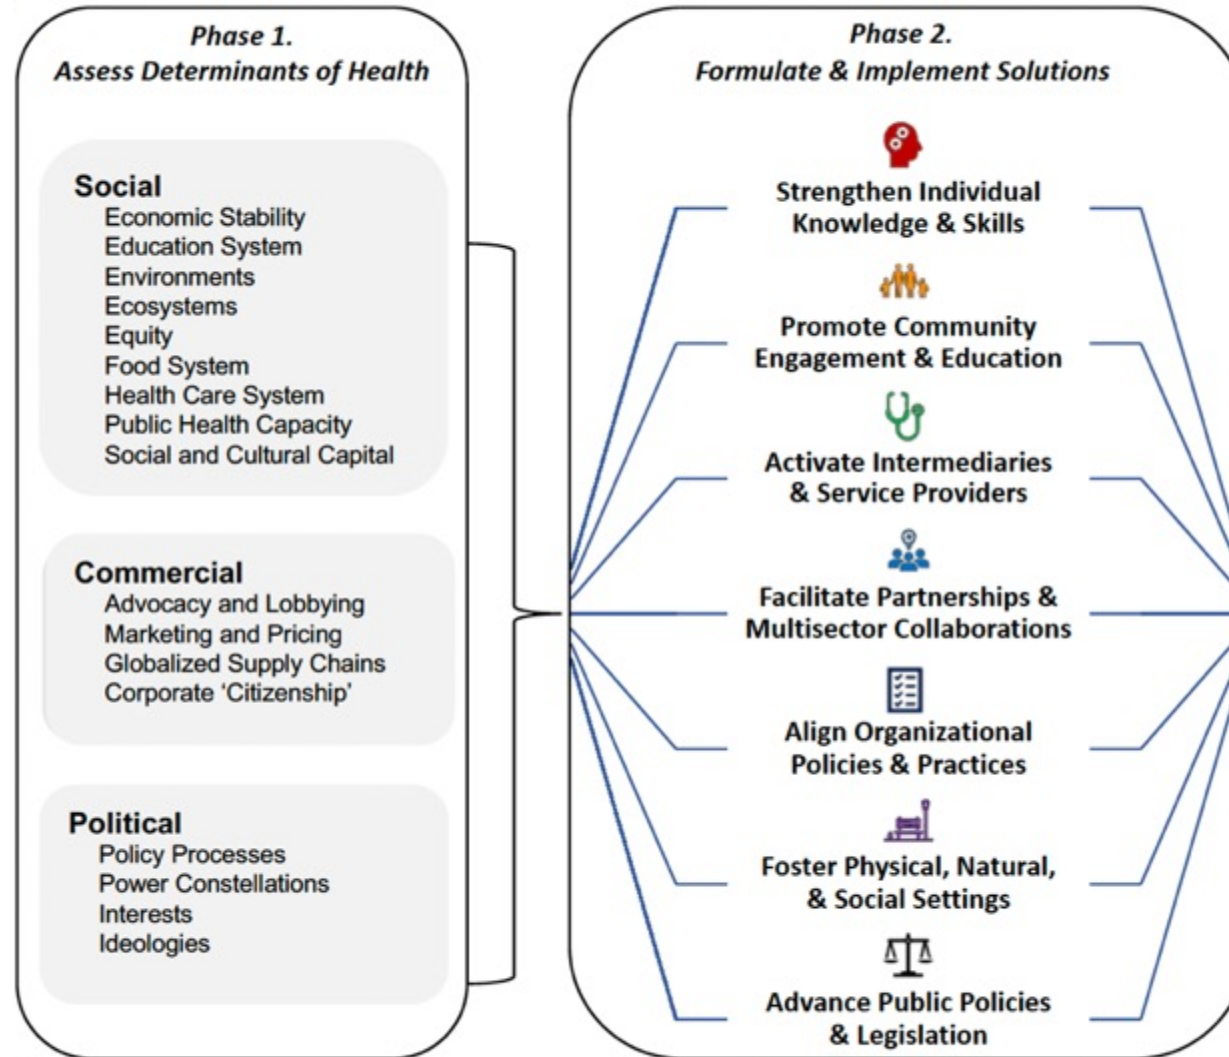 Phase 1.
Assess Determinants of Health
Social
Economic Stability
Education System
Environments
Ecosystems
Equity
Food System
Health Care System
Public Health Capacity
Social and Cultural Capital
Commercial
Advocacy and Lobbying
Marketing and Pricing
Globalized Supply Chains
Corporate ‘Citizenship’
Political
Policy Processes
Power Constellations
Interests
Ideologies
Phase 2.
Formulate & Implement Solutions
Strengthen Individual
Knowledge & Skills
Promote Community
Engagement & Education
Activate Intermediaries
& Service Providers
Facilitate Partnerships &
Multisector Collaborations
Align Organizational
Policies & Practices
Foster Physical, Natural,
& Social Settings
Advance Public Policies
& Legislation